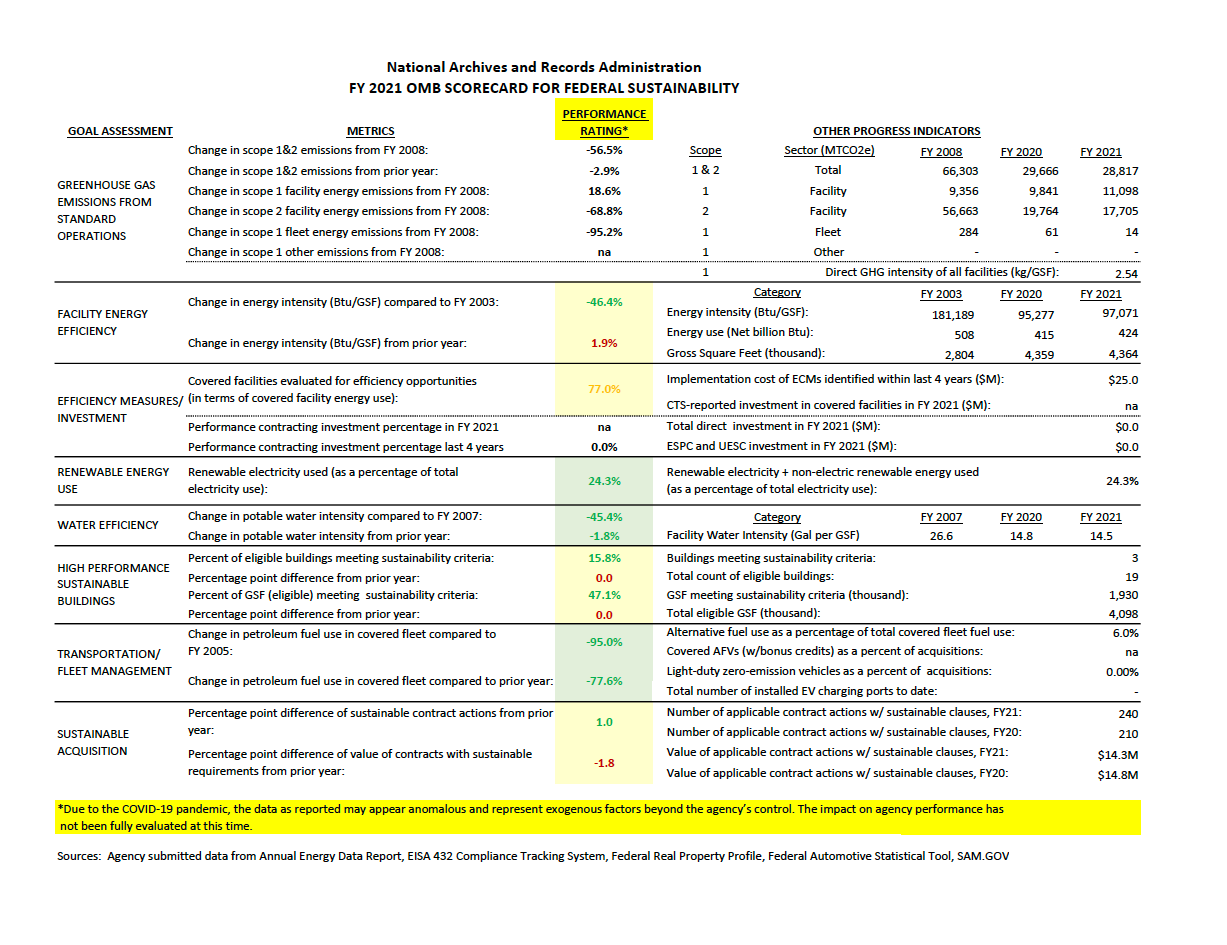 National Archives and Records Administration
FY 2021 OMB SCORECARD FOR FEDERAL SUSTAINABILITY
GOAL ASSESSMENT METRICS PERFORMANCE RATING* OTHER PROGRESS INDICATORS
GREENHOUSE GAS
EMISSIONS FROM
STANDARD
OPERATIONS
Change in scope 1&2 emissions from FY 2008: -56.5% Scope Sector (MTCO2e) FY 2008 FY 2020 FY 2021
Change in scope 1&2 emissions from prior year: -2.9% 1 & 2 Total 66,303 29,666 28,817
Change in scope 1 facility energy emissions from FY 2008: 18.6% 1 Facility 9,356 9,841 11,098
Change in scope 2 facility energy emissions from FY 2008: -68.8% 2 Facility 56,663 19,764 17,705
Change in scope 1 fleet energy emissions from FY 2008: -95.2% 1 Fleet 284 61 14
Change in scope 1 other emissions from FY 2008: na 1 Other - - -
1 Direct GHG intensity of all facilities (kg/GSF): 2.54
FACILITY ENERGY
EFFICIENCY
Change in energy intensity (Btu/GSF) compared to FY 2003: -46.4%
Change in energy intensity (Btu/GSF) from prior year: 1.9%
Category FY 2003 FY 2020 FY 2021
Energy intensity (Btu/GSF): 181,189 95,277 97,071
Energy use (Net billion Btu): 508 415 424
Gross Square Feet (thousand): 2,804 4,359 4,364
EFFICIENCY MEASURES/
INVESTMENT
Covered facilities evaluated for efficiency opportunities
(in terms of covered facility energy use): 77.0%
Implementation cost of ECMs identified within last 4 years ($M): $25.0
CTS-reported investment in covered facilities in FY 2021 ($M): na
Performance contracting investment percentage in FY 2021 na Total direct investment in FY 2021 ($M): $0.0
Performance contracting investment percentage last 4 years 0.0% ESPC and UESC investment in FY 2021 ($M): $0.0
RENEWABLE ENERGY
USE
Renewable electricity used (as a percentage of total
electricity use): 24.3%
Renewable electricity + non-electric renewable energy used
(as a percentage of total electricity use): 24.3%
WATER EFFICIENCY
Change in potable water intensity compared to FY 2007: -45.4% Category FY 2007 FY 2020 FY 2021
Change in potable water intensity from prior year: -1.8% Facility Water Intensity (Gal per GSF) 26.6 14.8 14.5
HIGH PERFORMANCE
SUSTAINABLE
BUILDINGS
Percent of eligible buildings meeting sustainability criteria: 15.8% Buildings meeting sustainability criteria: 3
Percentage point difference from prior year: 0.0 Total count of eligible buildings: 19
Percent of GSF (eligible) meeting sustainability criteria: 47.1% GSF meeting sustainability criteria (thousand): 1,930
Percentage point difference from prior year: 0.0 Total eligible GSF (thousand): 4,098
TRANSPORTATION/
FLEET MANAGEMENT
Change in petroleum fuel use in covered fleet compared to
FY 2005: -95.0%
Change in petroleum fuel use in covered fleet compared to prior year: -77.6%
Alternative fuel use as a percentage of total covered fleet fuel use: 6.0%
Covered AFVs (w/bonus credits) as a percent of acquisitions: na
Light-duty zero-emission vehicles as a percent of acquisitions: 0.00%
Total number of installed EV charging ports to date: -
SUSTAINABLE
ACQUISITION
Percentage point difference of sustainable contract actions from prior
year: 1.0
Percentage point difference of value of contracts with sustainable
requirements from prior year: -1.8
Number of applicable contract actions w/ sustainable clauses, FY21: 240
Number of applicable contract actions w/ sustainable clauses, FY20: 210
Value of applicable contract actions w/ sustainable clauses, FY21: $14.3M
Value of applicable contract actions w/ sustainable clauses, FY20: $14.8M
*Due to the COVID-19 pandemic, the data as reported may appear anomalous and represent exogenous factors beyond the agency's control. The impact on agency performance has
not been fully evaluated at this time.
Sources: Agency submitted data from Annual Energy Data Report, EISA 432 Compliance Tracking System, Federal Real Property Profile, Federal Automotive Statistical Tool, SAM.GOV